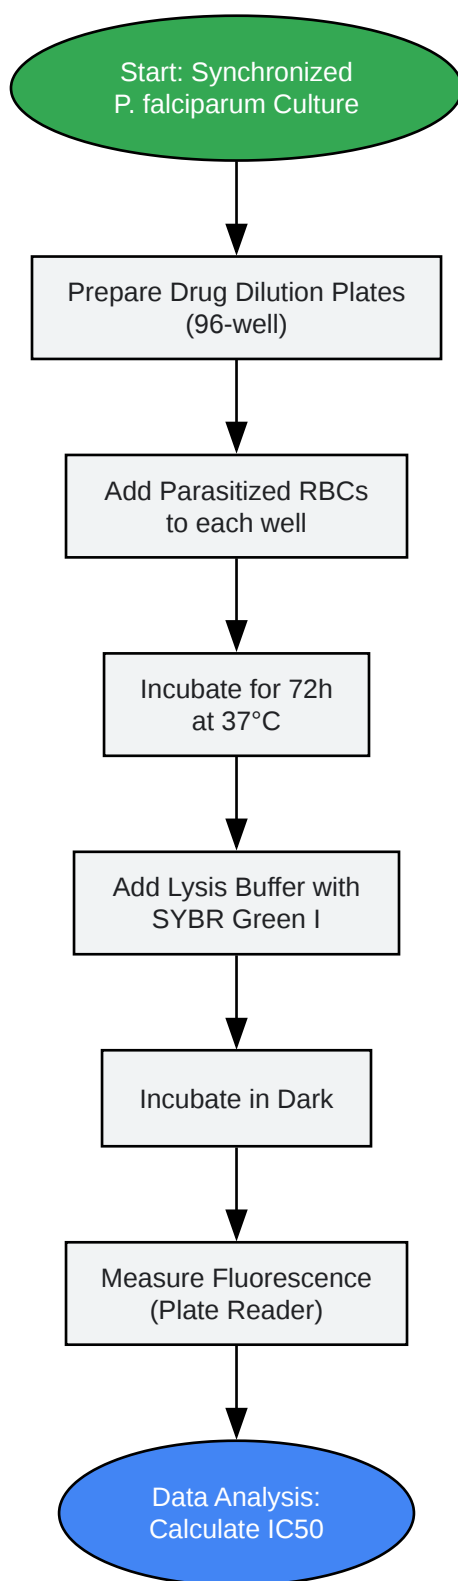 Start: Synchronized
P. falciparum Culture
Prepare Drug Dilution Plates
(96-well)
Add Parasitized RBCs
to each well
Incubate for 72h
at 37°C
Add Lysis Buffer with
SYBR Green I
Incubate in Dark
Measure Fluorescence
(Plate Reader)
Data Analysis:
Calculate IC50